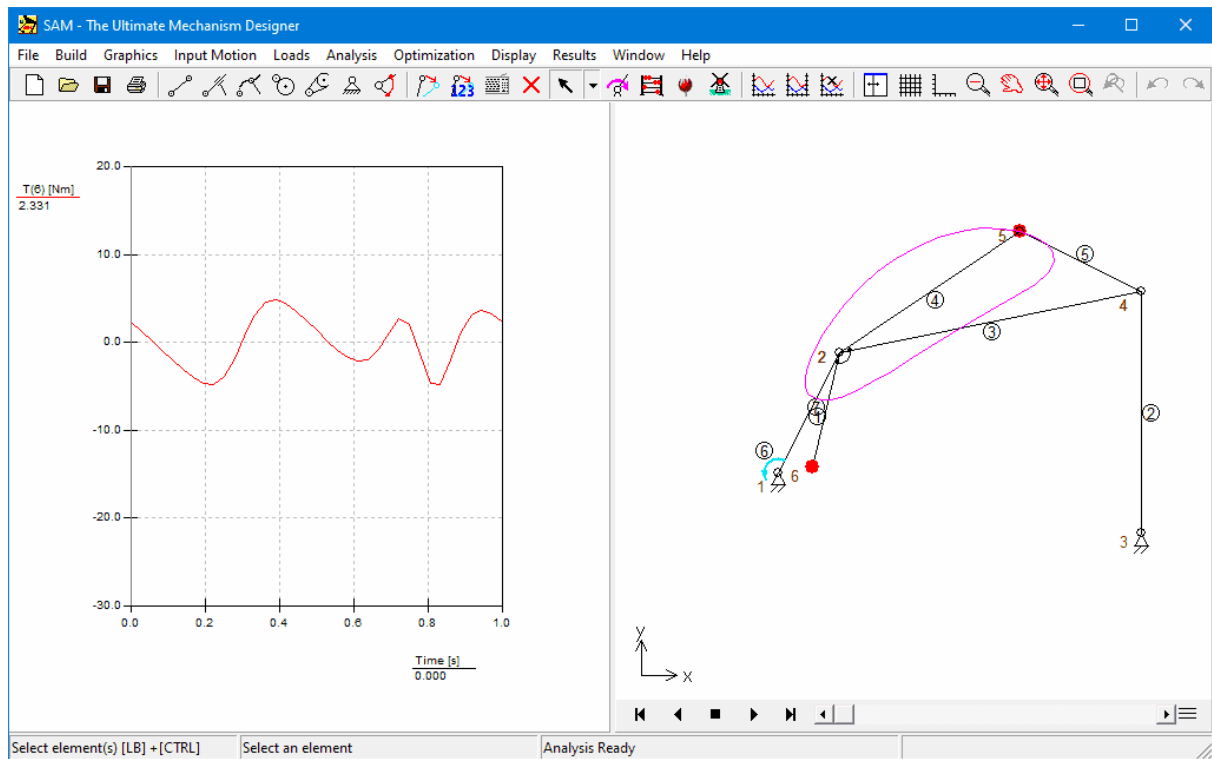 SAM - The Ultimate Mechanism Designer
File Build Graphics Input Motion Loads Analysis Optimization Display Results Window Help
123
T(6) [Nm]
2.331
20.0
10.0
0.0
-10.0
-20.0
-30.0
0.0 0.2 0.4 0.6 0.8 1.0
Time [s]
0.000
5
5
4
4
3
2
1
2
6
1
6
3
y
x
Select element(s) [LB] +[CTRL] Select an element Analysis Ready